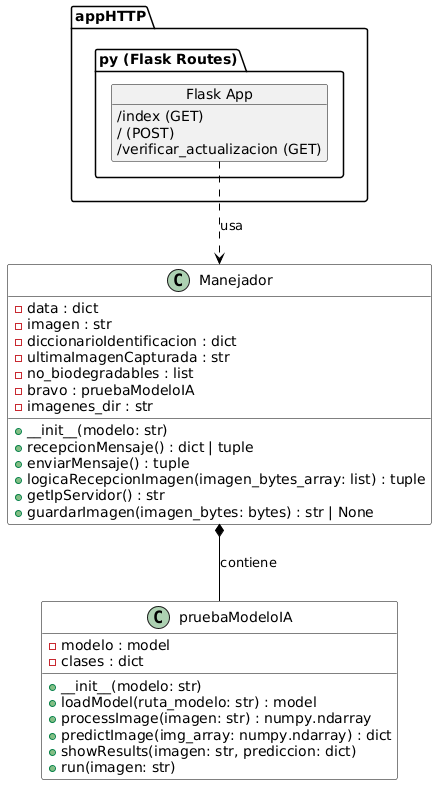 appHTTP
py (Flask Routes)
Flask App
/index (GET)
/ (POST)
/verificar_actualizacion (GET)
usa
C Manejador
data : dict
imagen : str
diccionarioIdentificacion : dict
ultimaImagenCapturada : str
no_biodegradables : list
bravo : pruebaModeloIA
imagenes_dir : str
__init__(modelo: str)
recepcionMensaje() : dict | tuple
enviarMensaje() : tuple
logicaRecepcionImagen(imagen_bytes_array: list) : tuple
getIpServidor() : str
guardarImagen(imagen_bytes: bytes) : str | None
contiene
C pruebaModeloIA
modelo : model
clases : dict
__init__(modelo: str)
loadModel(ruta_modelo: str) : model
processImage(imagen: str) : numpy.ndarray
predictImage(img_array: numpy.ndarray) : dict
showResults(imagen: str, prediccion: dict)
run(imagen: str)